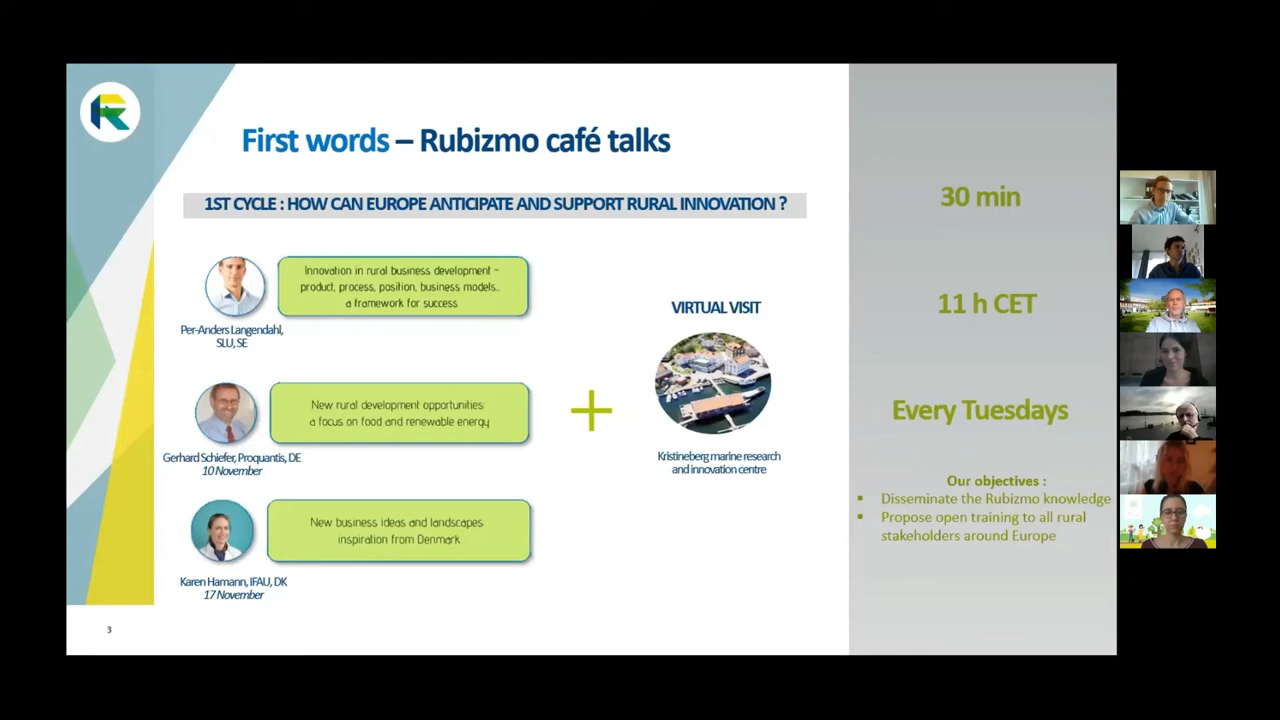 First words – Rubizmo café talks
1ST CYCLE : HOW CAN EUROPE ANTICIPATE AND SUPPORT RURAL INNOVATION ?
Innovation in rural business development –
product, process, position, business models..
a framework for success
Per-Anders Langendahl,
SLU, SE
New rural development opportunities:
a focus on food and renewable energy
Gerhard Schiefer, Proquantis, DE
10 November
New business ideas and landscapes:
inspiration from Denmark
Karen Hamann, IFAU, DK
17 November
+
VIRTUAL VISIT
Kristineberg marine research
and innovation centre
30 min
11 h CET
Every Tuesdays
Our objectives :
▪ Disseminate the Rubizmo knowledge
▪ Propose open training to all rural
stakeholders around Europe
3